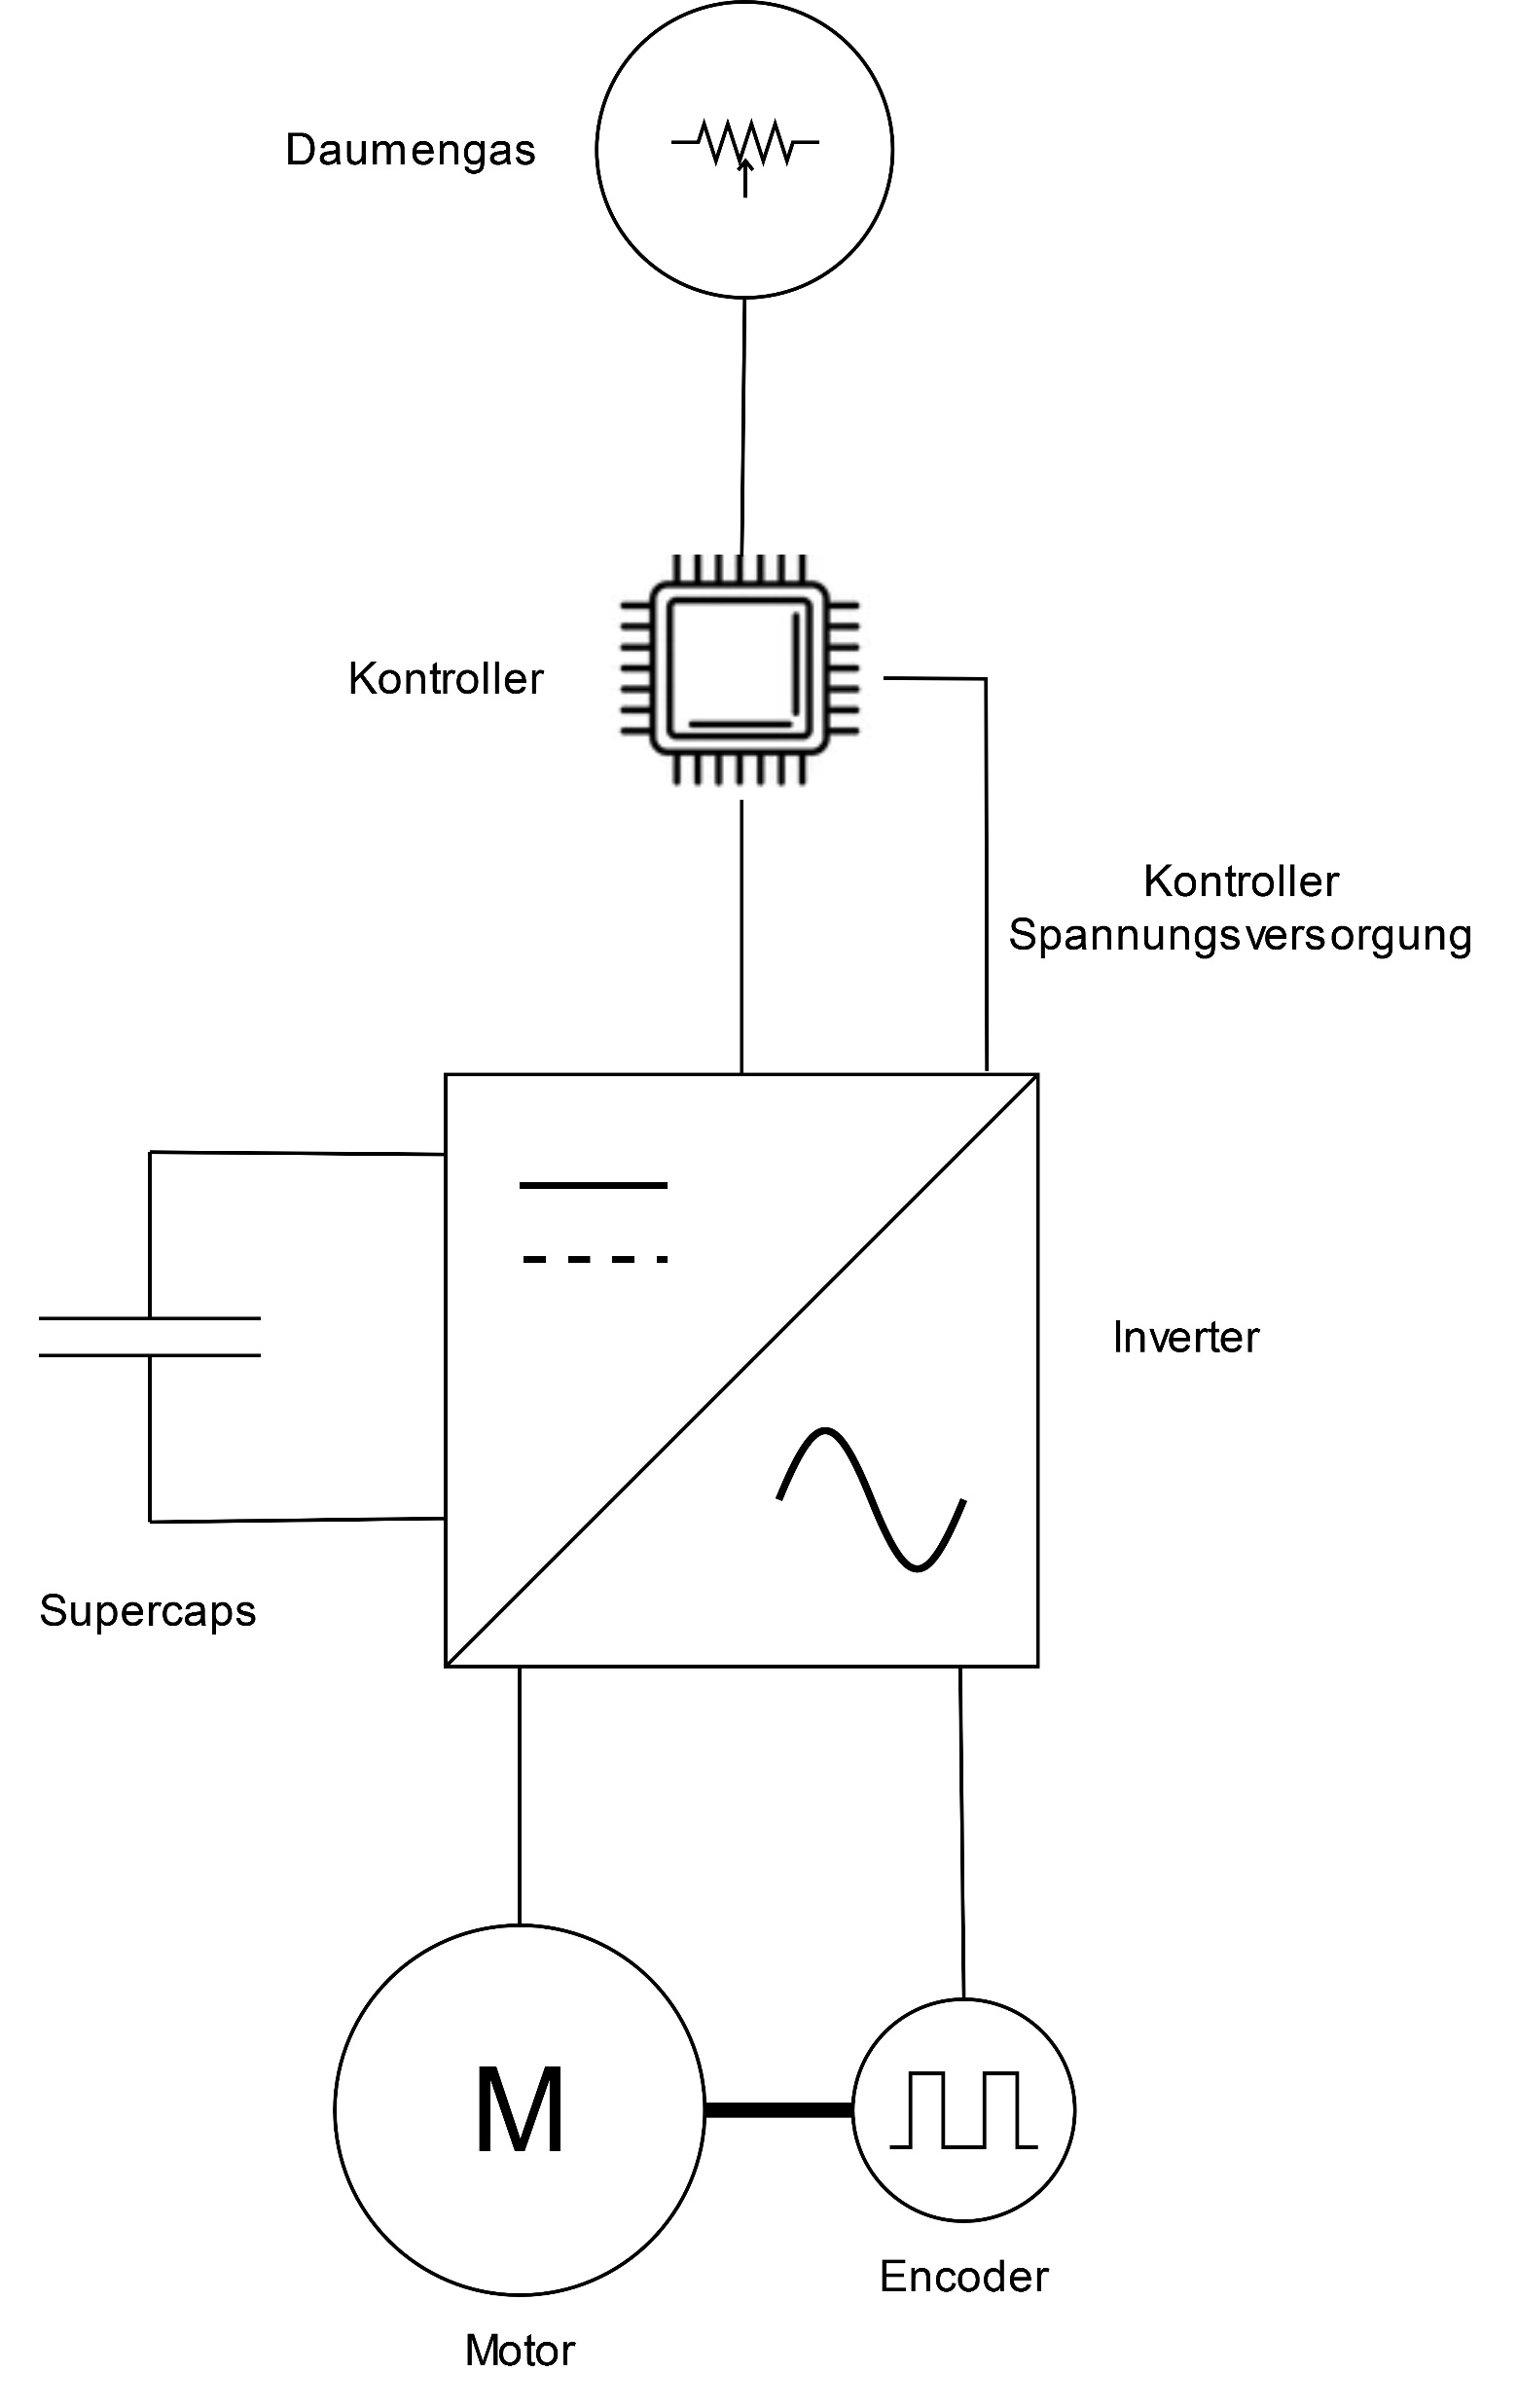 Daumengas
Kontroller
Kontroller
Spannungsversorgung
Inverter
Supercaps
M
Encoder
Motor